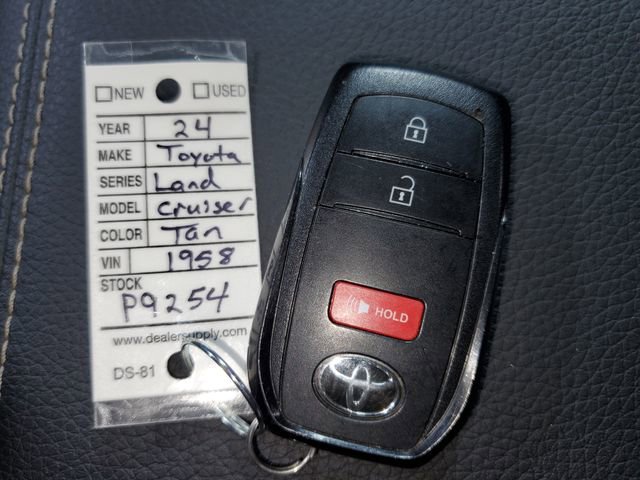 NEW USED
YEAR 24
MAKE Toyota
SERIES Land
MODEL Cruiser
COLOR Tan
VIN 1958
STOCK
P9254
www.dealersupply.com
DS-81
HOLD